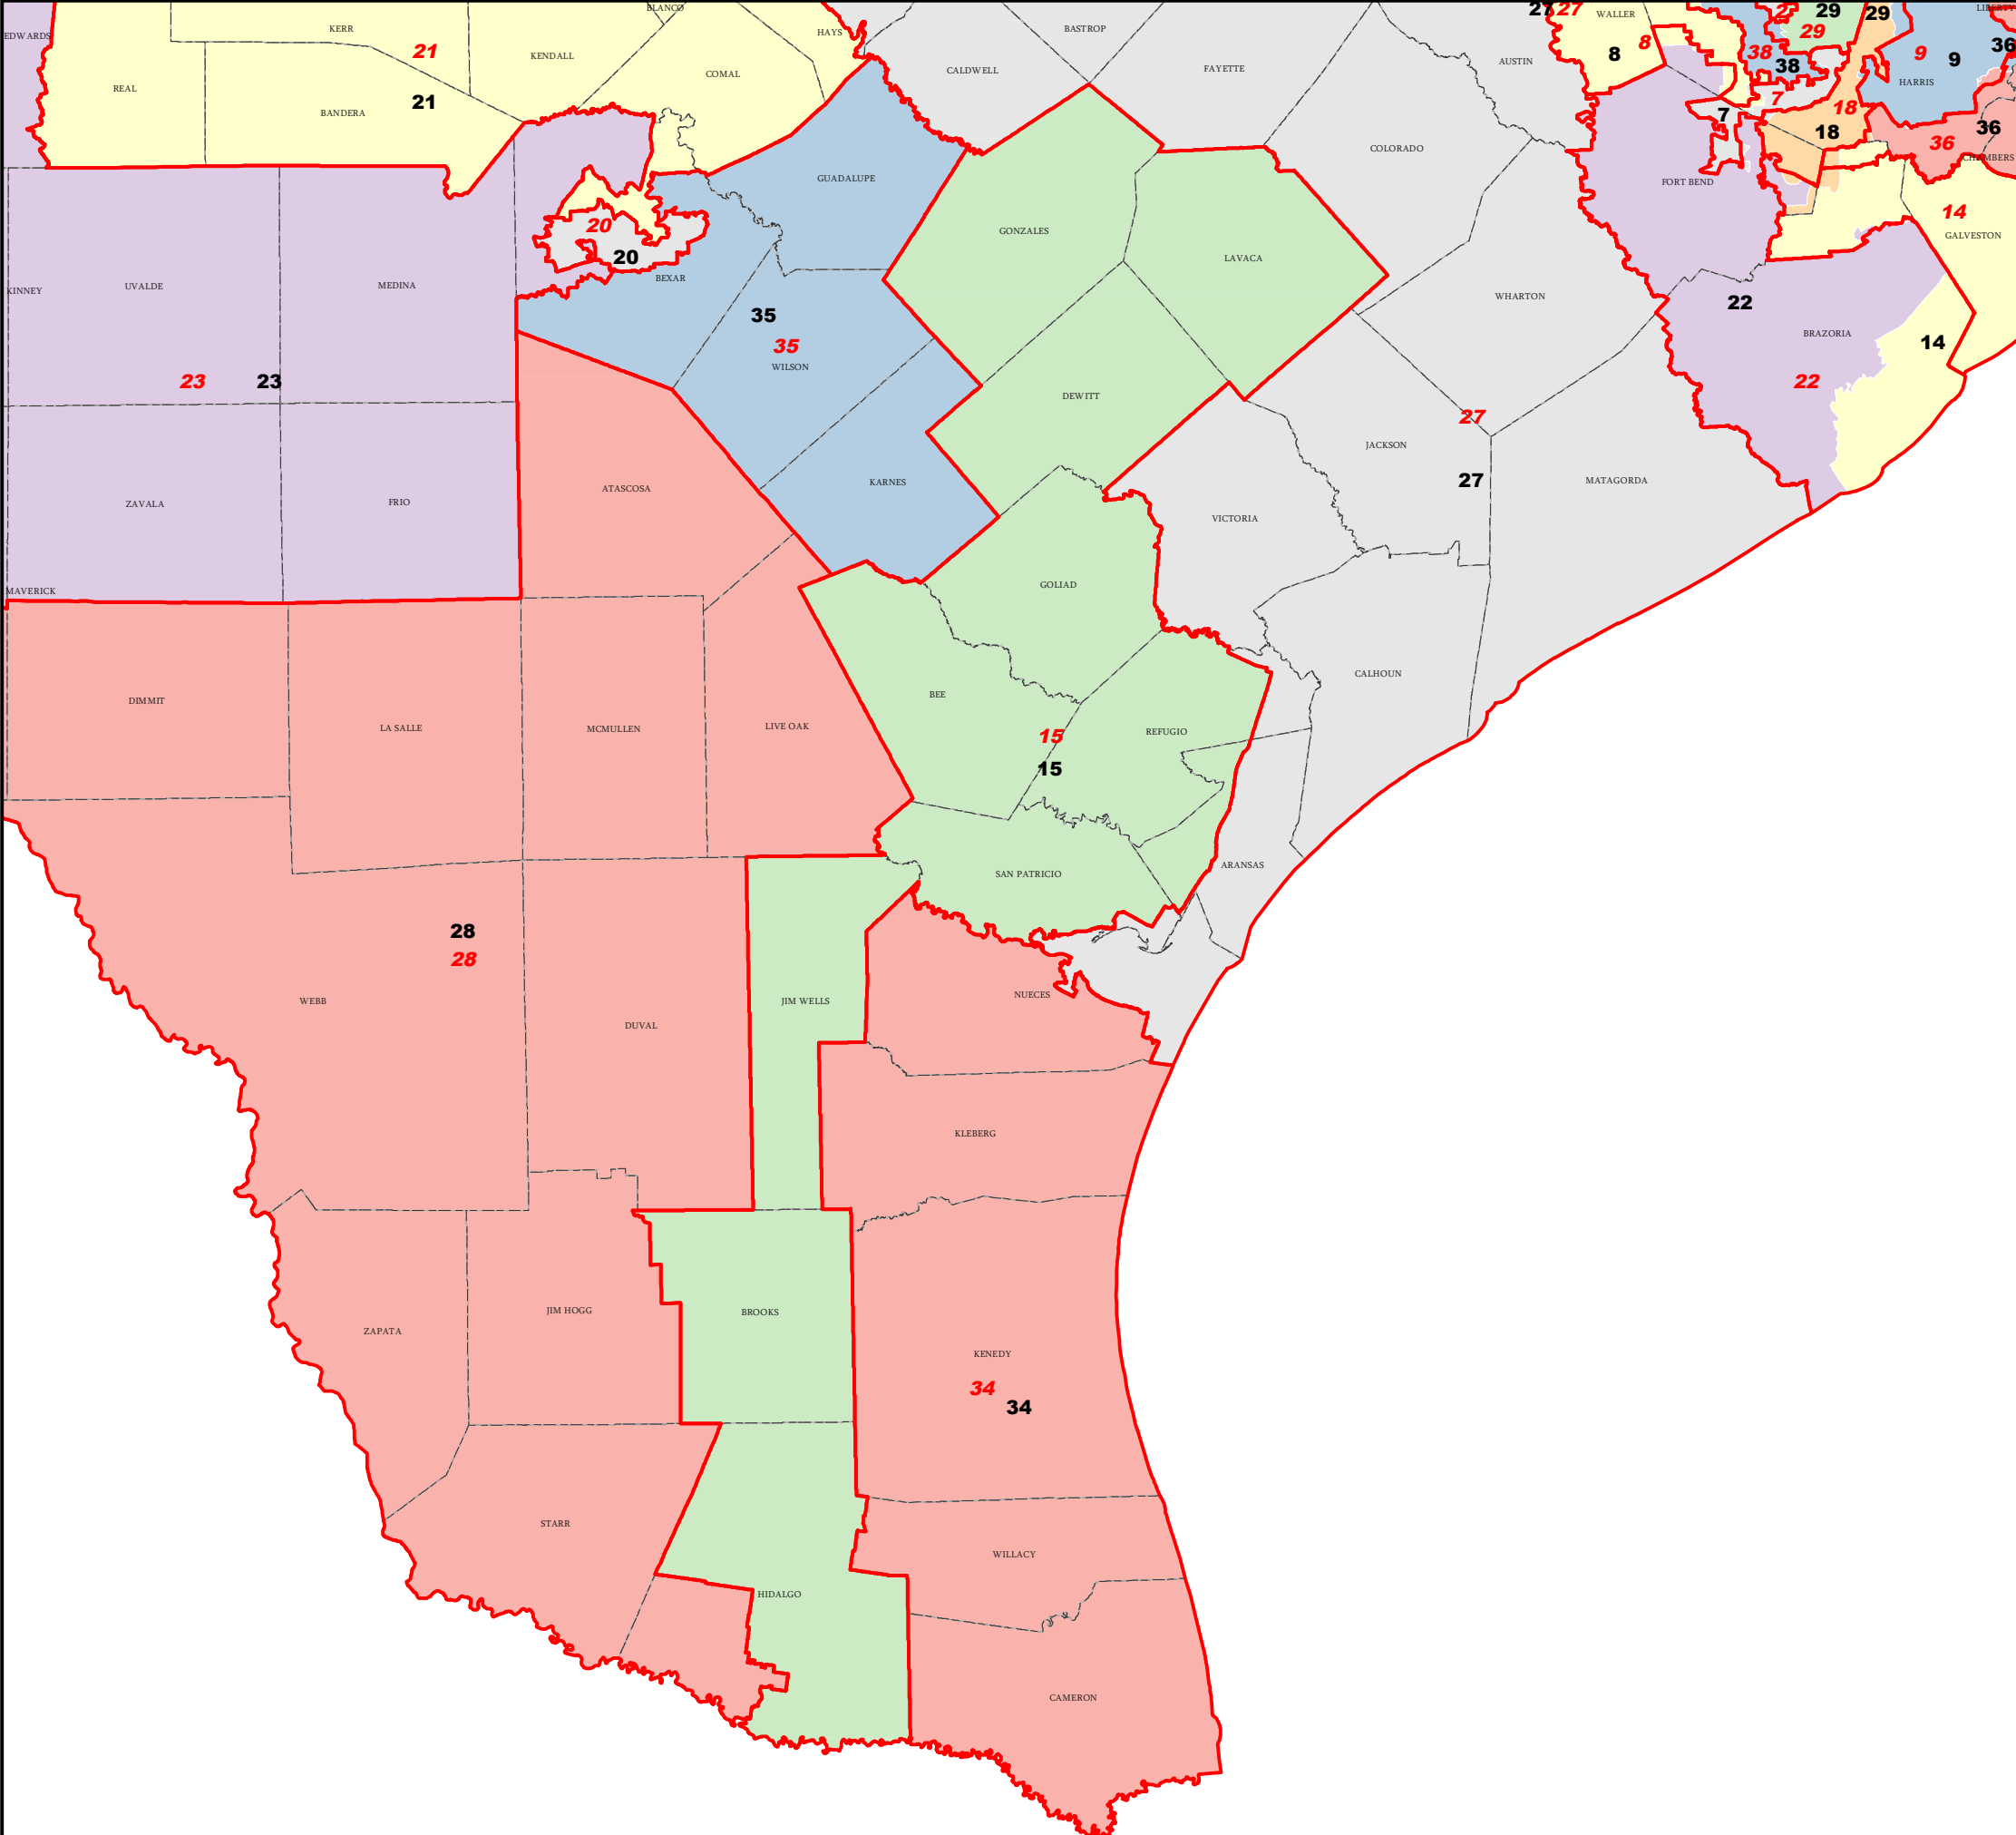 BLANCO
27
27
WALLER
2
29
29
LIBERTY
EDWARDS
KERR
21
HAYS
BASTROP
8
8
38
38
9
9
36
KENDALL
COMAL
CALDWELL
FAYETTE
AUSTIN
HARRIS
REAL
BANDERA
21
7
7
18
18
36
36
CHAMBERS
COLORADO
GUADALUPE
FORT BEND
20
20
GONZALES
14
GALVESTON
KINNEY
UVALDE
MEDINA
BEXAR
LAVACA
WHARTON
22
35
35
WILSON
BRAZORIA
14
23
23
DEWITT
22
27
JACKSON
ZAVALA
FRIO
ATASCOSA
KARNES
27
MATAGORDA
VICTORIA
MAVERICK
GOLIAD
DIMMIT
LA SALLE
MCMULLEN
LIVE OAK
BEE
REFUGIO
CALHOUN
15
15
SAN PATRICIO
ARANSAS
28
28
WEBB
DUVAL
JIM WELLS
NUECES
KLEBERG
ZAPATA
JIM HOGG
BROOKS
KENEDY
34
34
STARR
HIDALGO
WILLACY
CAMERON